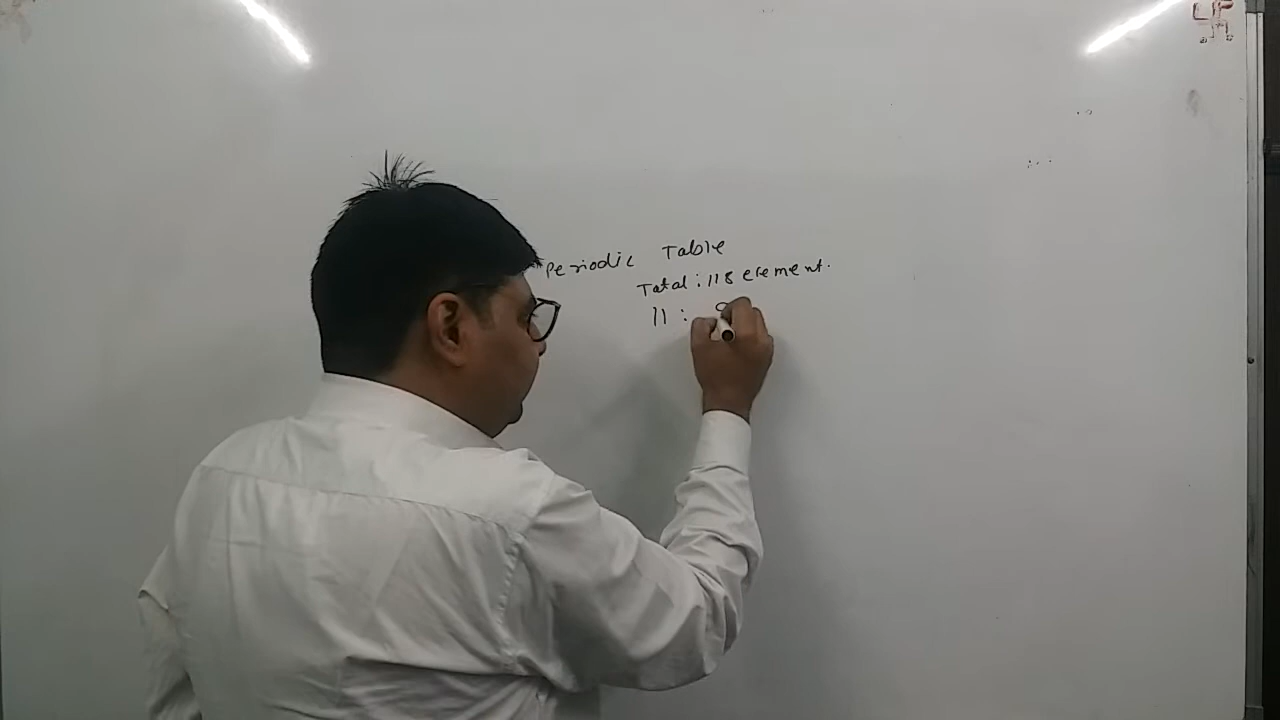 Periodic Table
Total : 118 element.
11 :